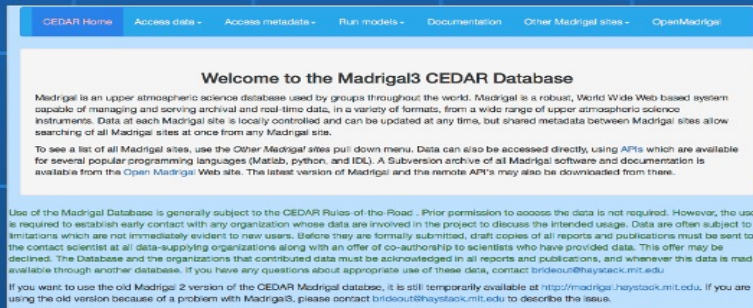 CEDAR Home Access data Access metadata Run models Documentation Other Madrigal sites OpenMadrigal
Welcome to the Madrigal3 CEDAR Database
Madrigal is an upper atmospheric science database used by groups throughout the world. Madrigal is a robust, World Wide Web based system
capable of managing and serving archival and real-time data, in a variety of formats, from a wide range of upper atmospheric science
instruments. Data at each Madrigal site is locally controlled and can be updated at any time, but shared metadata between Madrigal sites allow
searching of all Madrigal sites at once from any Madrigal site.
To see a list of all Madrigal sites, use the Other Madrigal sites pull down menu. Data can also be accessed directly, using APIs which are available
for several popular programming languages (Matlab, python, and IDL). A Subversion archive of all Madrigal software and documentation is
available from the Open Madrigal Web site. The latest version of Madrigal and the remote API's may also be downloaded from there.
Use of the Madrigal Database is generally subject to the CEDAR Rules-of-the-Road . Prior permission to access the data is not required. However, the use
is required to establish early contact with any organization whose data are involved in the project to discuss the intended usage. Data are often subject to
limitations which are not immediately evident to new users. Before they are formally submitted, draft copies of all reports and publications must be sent to
the contact scientist at all data-supplying organizations along with an offer of co-authorship to scientists who have provided data. This offer may be
declined. The Database and the organizations that contributed data must be acknowledged in all reports and publications, and whenever this data is mad
available through another database. If you have any questions about appropriate use of these data, contact brideout@haystack.mit.edu
If you want to use the old Madrigal 2 version of the CEDAR Madrigal databse, it is still temporarily available at http://madrigal.haystack.mit.edu. If you are
using the old version because of a problem with Madrigal3, please contact brideout@haystack.mit.edu to describe the issue.